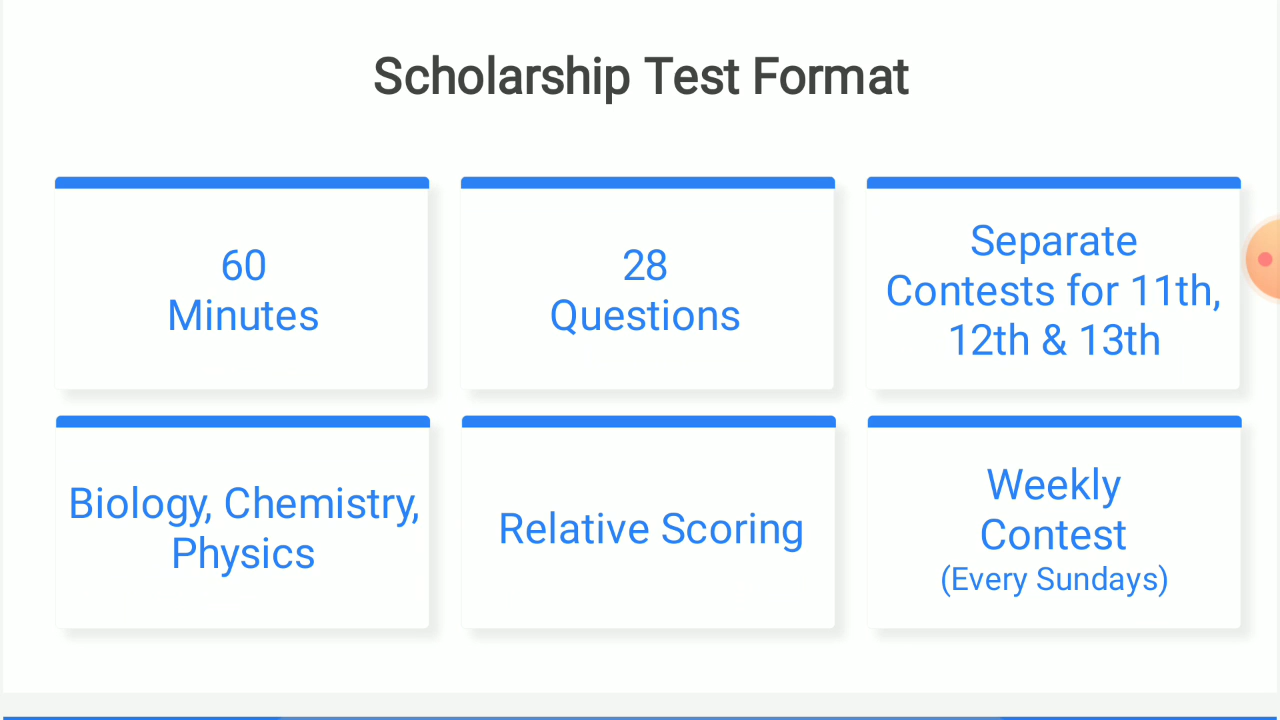 Scholarship Test Format
60
Minutes
28
Questions
Separate
Contests for 11th,
12th & 13th
Biology, Chemistry,
Physics
Relative Scoring
Weekly
Contest
(Every Sundays)